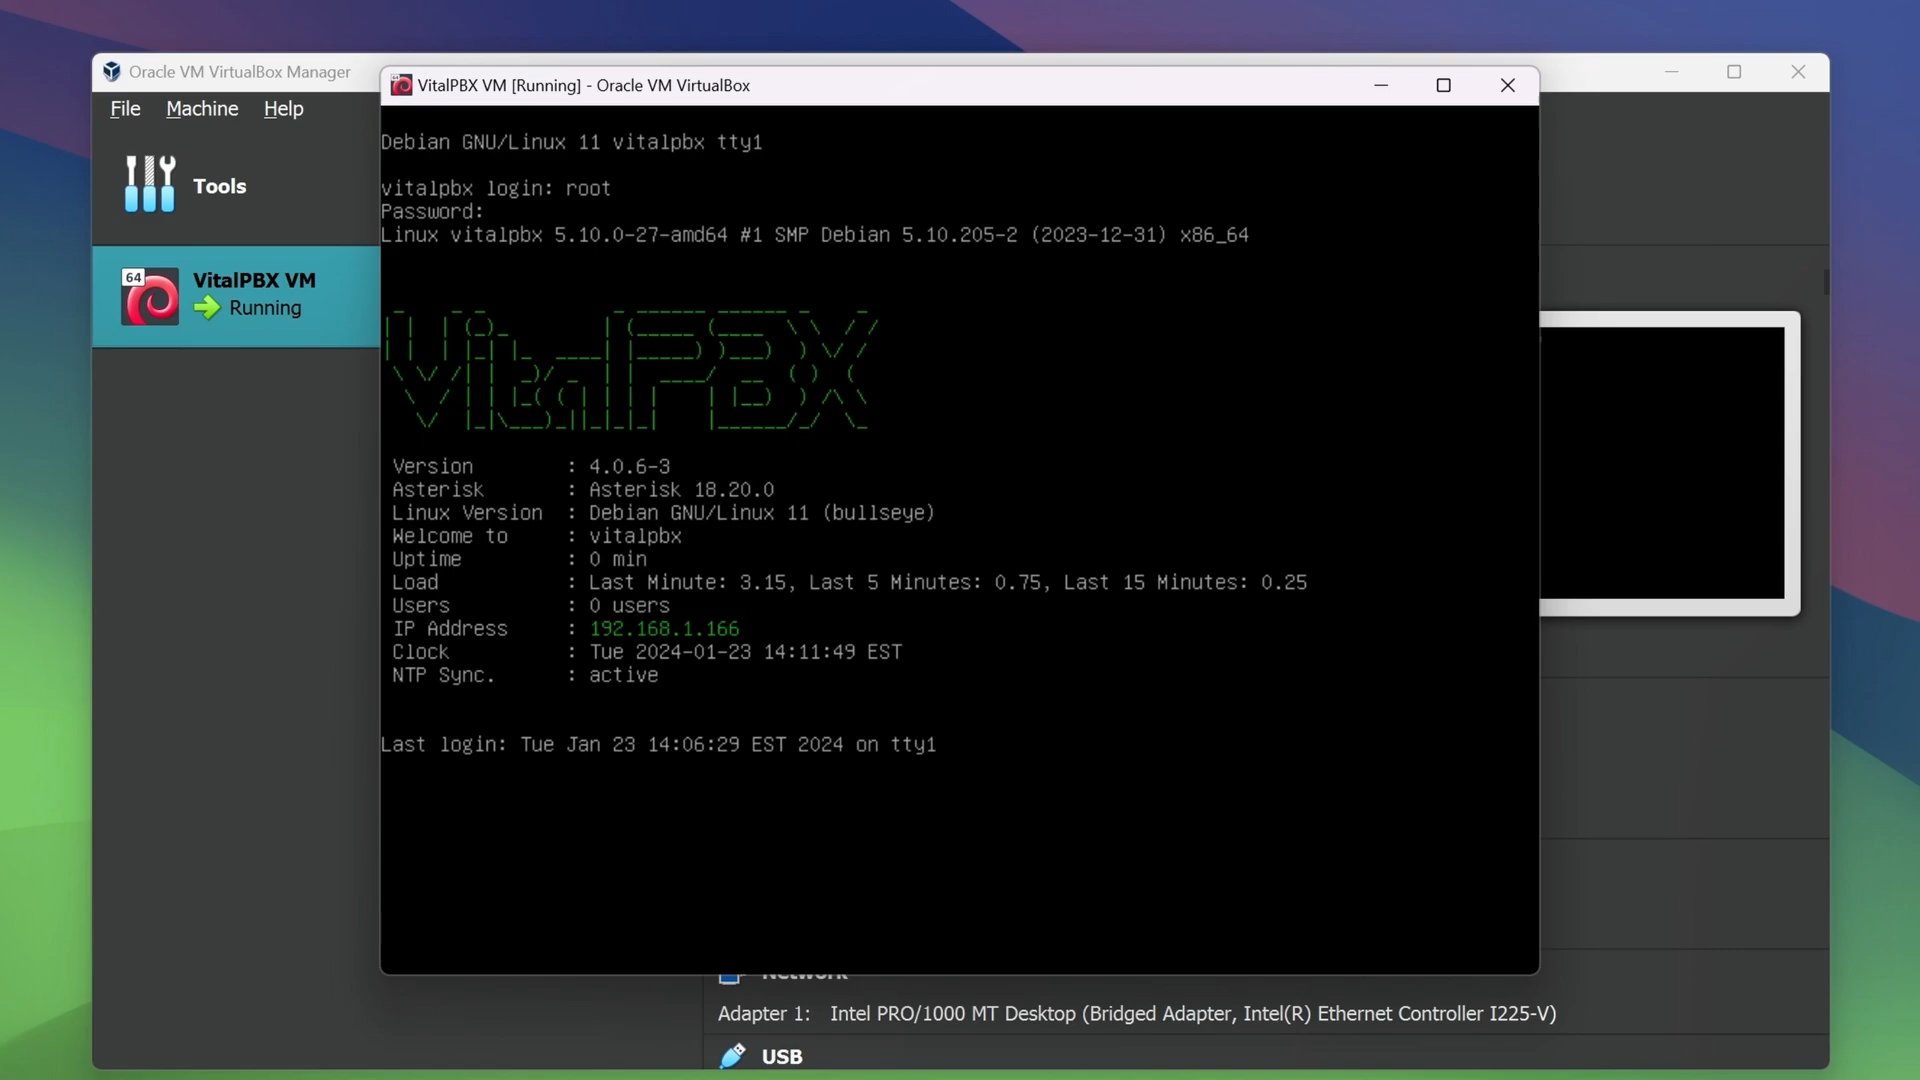 Oracle VM VirtualBox Manager
File Machine Help
Tools
64
VitalPBX VM
Running
VitalPBX VM [Running] - Oracle VM VirtualBox
Debian GNU/Linux 11 vitalpbx tty1
vitalpbx login: root
Password:
Linux vitalpbx 5.10.0-27-amd64 #1 SMP Debian 5.10.205-2 (2023-12-31) x86_64
VitalPBX
Version : 4.0.6-3
Asterisk : Asterisk 18.20.0
Linux Version : Debian GNU/Linux 11 (bullseye)
Welcome to : vitalpbx
Uptime : 0 min
Load : Last Minute: 3.15, Last 5 Minutes: 0.75, Last 15 Minutes: 0.25
Users : 0 users
IP Address : 192.168.1.166
Clock : Tue 2024-01-23 14:11:49 EST
NTP Sync. : active
Last login: Tue Jan 23 14:06:29 EST 2024 on tty1
Network
Adapter 1: Intel PRO/1000 MT Desktop (Bridged Adapter, Intel(R) Ethernet Controller I225-V)
USB